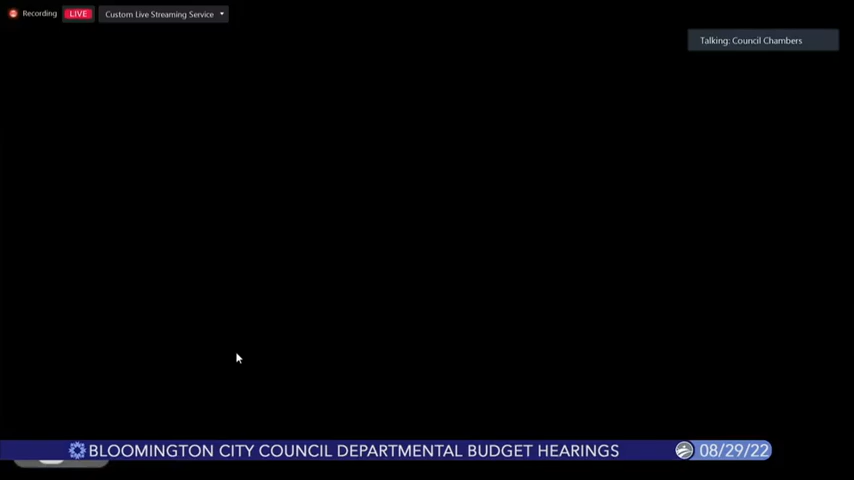 Recording LIVE Custom Live Streaming Service
Talking: Council Chambers
BLOOMINGTON CITY COUNCIL DEPARTMENTAL BUDGET HEARINGS 08/29/22